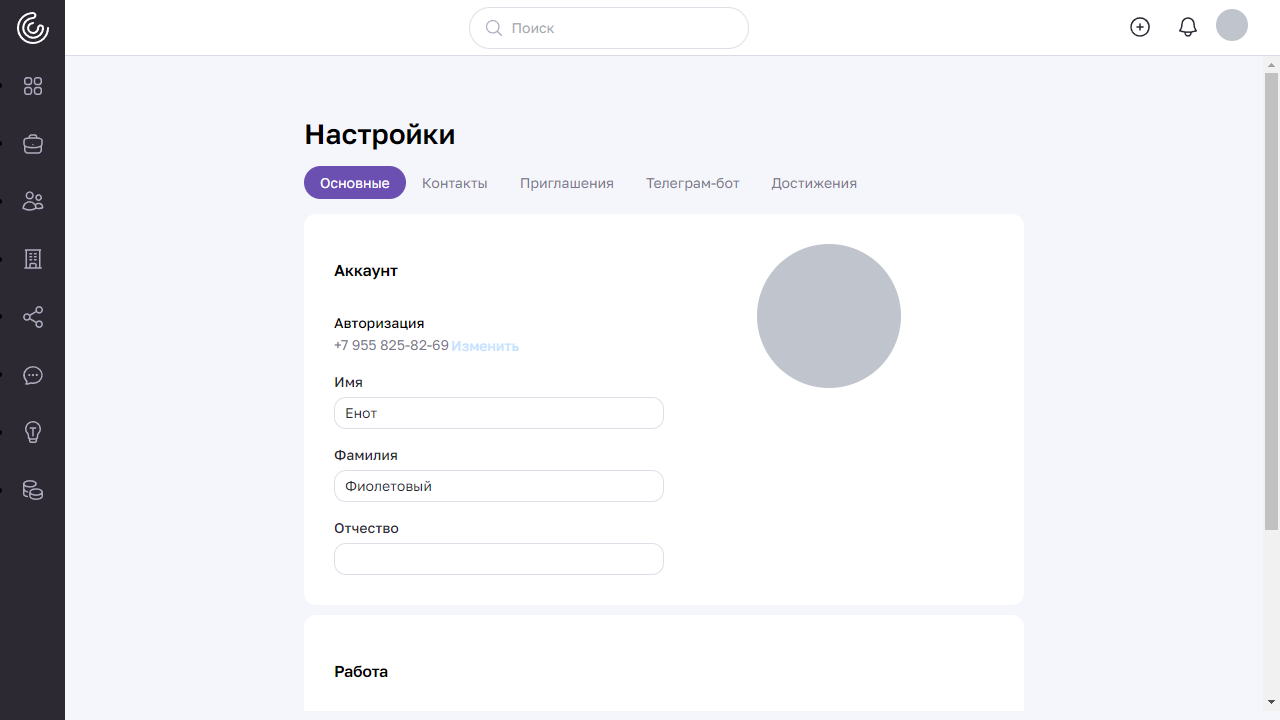 Поиск
Настройки
Основные Контакты Приглашения Телеграм-бот Достижения
Аккаунт
Авторизация
+7 955 825-82-69 Изменить
Имя
Енот
Фамилия
Фиолетовый
Отчество
Работа